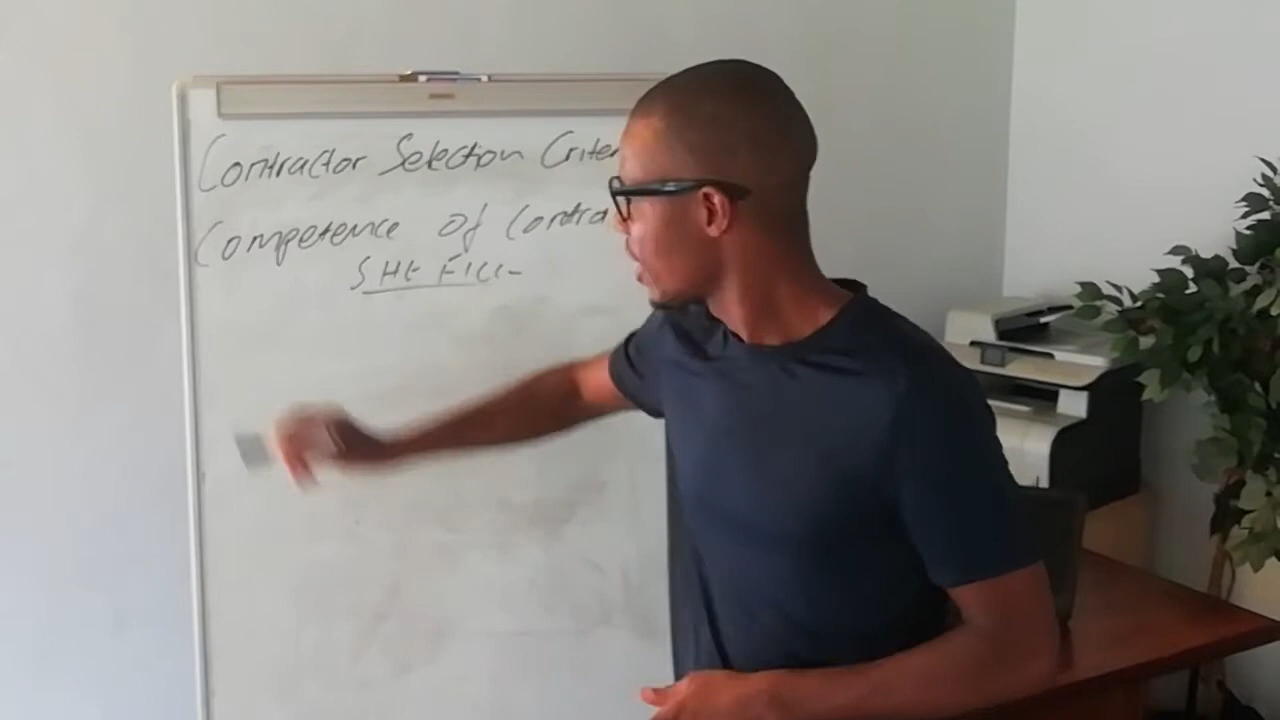 Contractor Selection Criter
Competence of Contra
SHE FILE